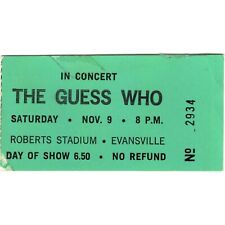 IN CONCERT
THE GUESS WHO
SATURDAY • NOV. 9 • 8 P.M.
ROBERTS STADIUM • EVANSVILLE
DAY OF SHOW 6.50 • NO REFUND
No 2934